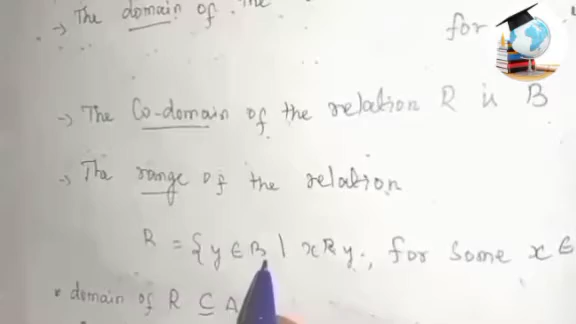 → The domain of the
for
→ The Co-domain of the relation R is B
→ The range of the relation
R = { y ∈ B | x R y , for some x ∈
* domain of R ⊆ A